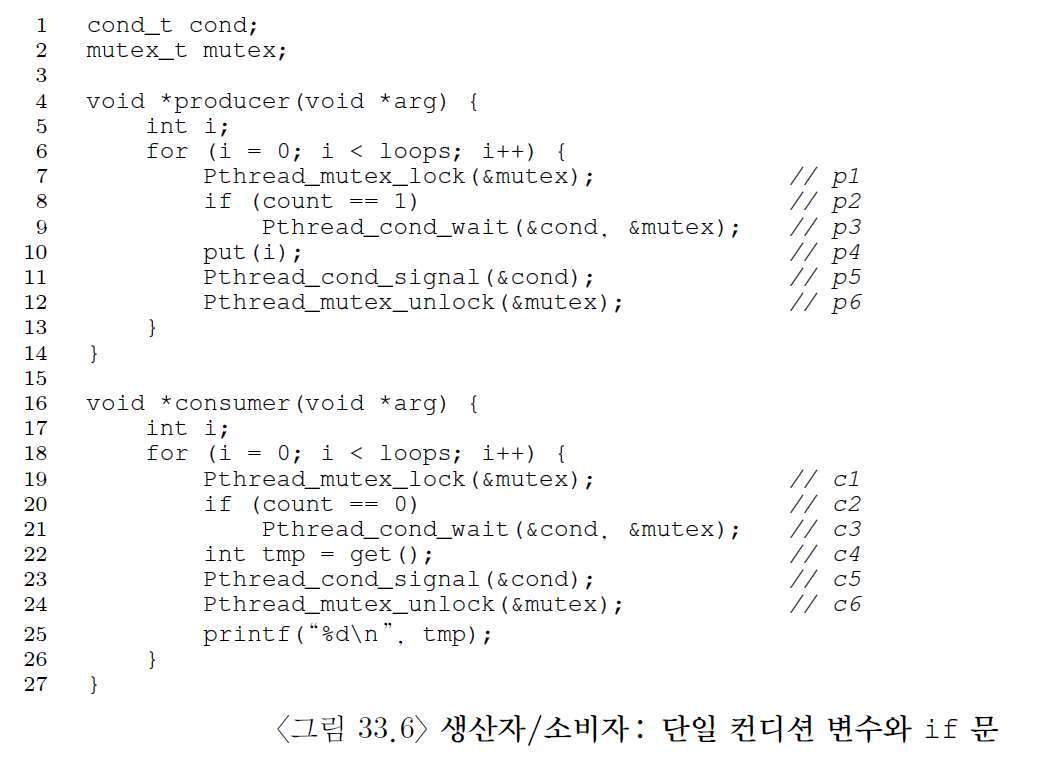 1 cond_t cond;
2 mutex_t mutex;
3
4 void *producer(void *arg) {
5     int i;
6     for (i = 0; i < loops; i++) {
7         Pthread_mutex_lock(&mutex);             // p1
8         if (count == 1)                         // p2
9             Pthread_cond_wait(&cond, &mutex);   // p3
10         put(i);                                 // p4
11         Pthread_cond_signal(&cond);             // p5
12         Pthread_mutex_unlock(&mutex);           // p6
13     }
14 }
15
16 void *consumer(void *arg) {
17     int i;
18     for (i = 0; i < loops; i++) {
19         Pthread_mutex_lock(&mutex);             // c1
20         if (count == 0)                         // c2
21             Pthread_cond_wait(&cond, &mutex);   // c3
22         int tmp = get();                        // c4
23         Pthread_cond_signal(&cond);             // c5
24         Pthread_mutex_unlock(&mutex);           // c6
25         printf(“%d\n”, tmp);
26     }
27 }
〈그림 33.6〉 생산자/소비자: 단일 컨디션 변수와 if 문